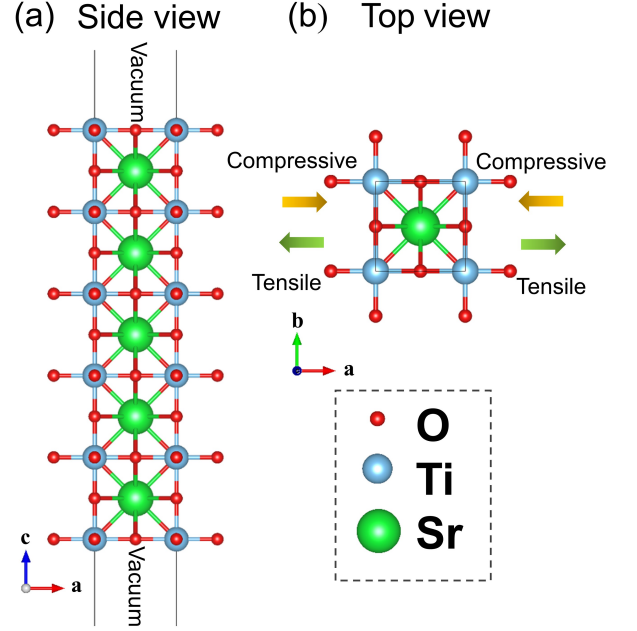 (a) Side view
Vacuum
Vacuum
c
a
(b) Top view
Compressive
Compressive
Tensile
Tensile
b
a
O
Ti
Sr